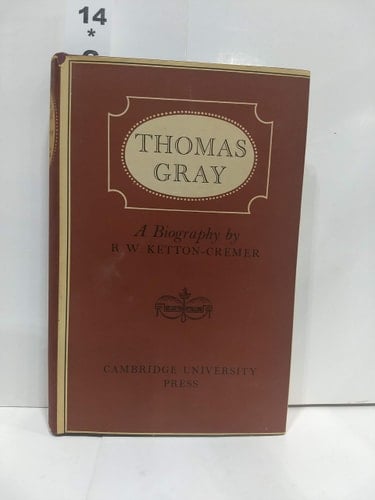 14
*
THOMAS
GRAY
A Biography by
R. W. KETTON-CREMER
CAMBRIDGE UNIVERSITY
PRESS